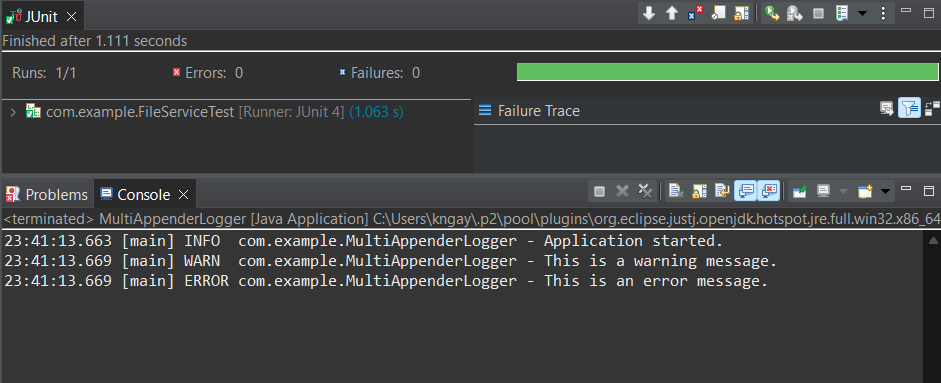 JUnit
Finished after 1.111 seconds
Runs: 1/1 Errors: 0 Failures: 0
com.example.FileServiceTest [Runner: JUnit 4] (1.063 s)
Failure Trace
Problems Console
<terminated> MultiAppenderLogger [Java Application] C:\Users\kngay\.p2\pool\plugins\org.eclipse.justj.openjdk.hotspot.jre.full.win32.x86_64
23:41:13.663 [main] INFO  com.example.MultiAppenderLogger - Application started.
23:41:13.669 [main] WARN  com.example.MultiAppenderLogger - This is a warning message.
23:41:13.669 [main] ERROR com.example.MultiAppenderLogger - This is an error message.